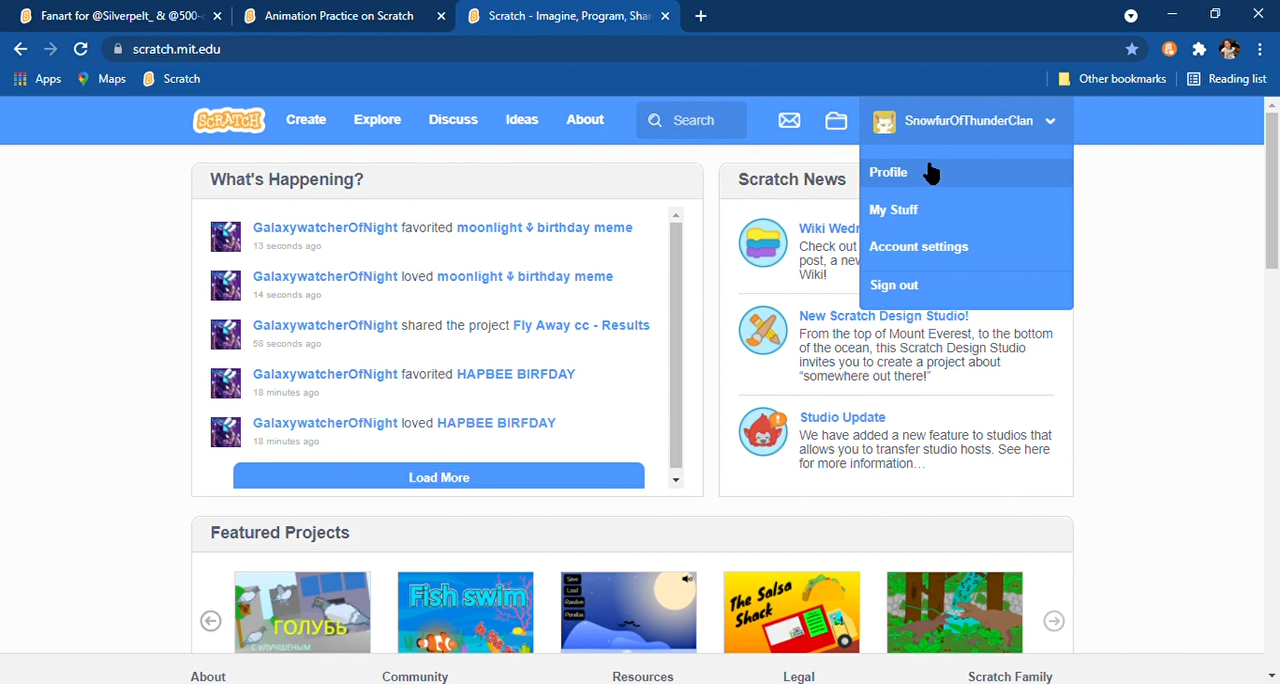 Fanart for @Silverpelt_ & @500-
Animation Practice on Scratch
Scratch - Imagine, Program, Shar
scratch.mit.edu
Apps
Maps
Scratch
Other bookmarks
Reading list
SCRATCH
Create
Explore
Discuss
Ideas
About
Search
SnowfurOfThunderClan
Profile
My Stuff
Account settings
Sign out
What's Happening?
GalaxywatcherOfNight favorited moonlight ⚘ birthday meme
13 seconds ago
GalaxywatcherOfNight loved moonlight ⚘ birthday meme
14 seconds ago
GalaxywatcherOfNight shared the project Fly Away cc - Results
58 seconds ago
GalaxywatcherOfNight favorited HAPBEE BIRFDAY
18 minutes ago
GalaxywatcherOfNight loved HAPBEE BIRFDAY
18 minutes ago
Load More
Scratch News
Wiki Wedn
Check out
post, a new
Wiki!
New Scratch Design Studio!
From the top of Mount Everest, to the bottom
of the ocean, this Scratch Design Studio
invites you to create a project about
"somewhere out there!"
Studio Update
We have added a new feature to studios that
allows you to transfer studio hosts. See here
for more information…
Featured Projects
ГОЛУБЬ
С УЛУЧШЕНЫМ
Fish swim
Save
Load
Random
Parallax
The Salsa
Shack
About
Community
Resources
Legal
Scratch Family